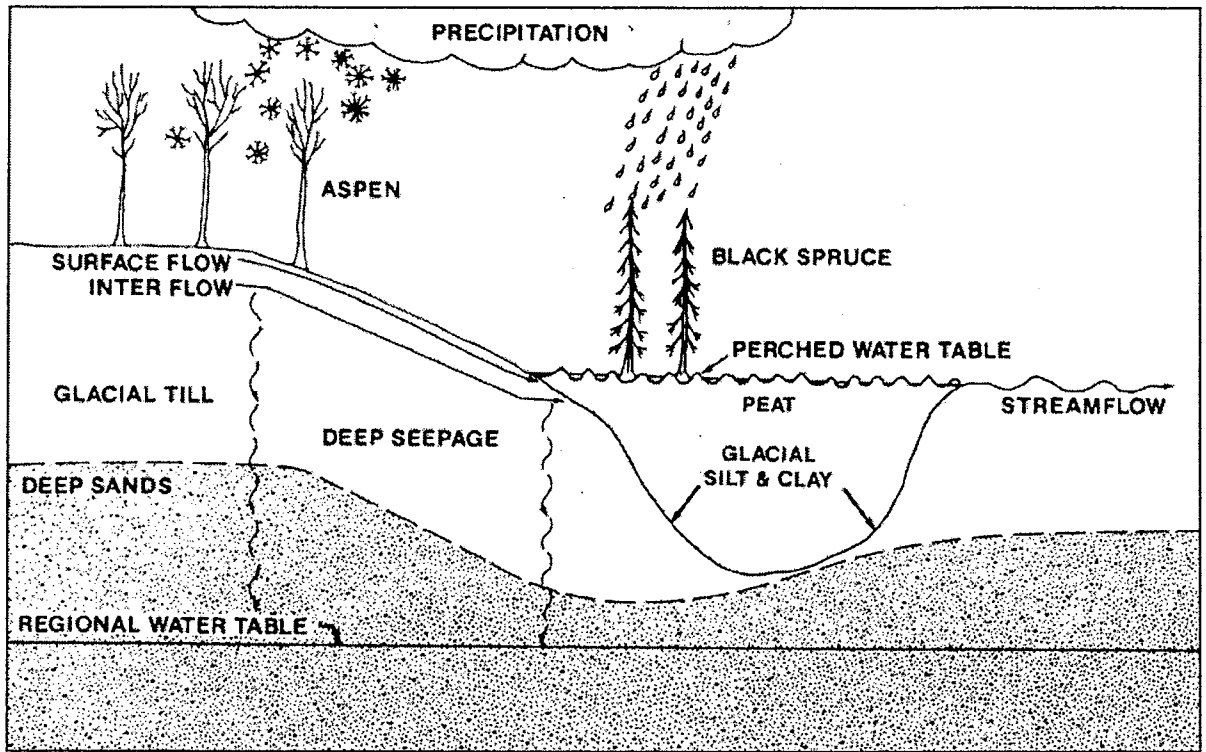 PRECIPITATION
ASPEN
BLACK SPRUCE
SURFACE FLOW
INTER FLOW
PERCHED WATER TABLE
GLACIAL TILL
PEAT
STREAMFLOW
DEEP SEEPAGE
GLACIAL
SILT & CLAY
DEEP SANDS
REGIONAL WATER TABLE